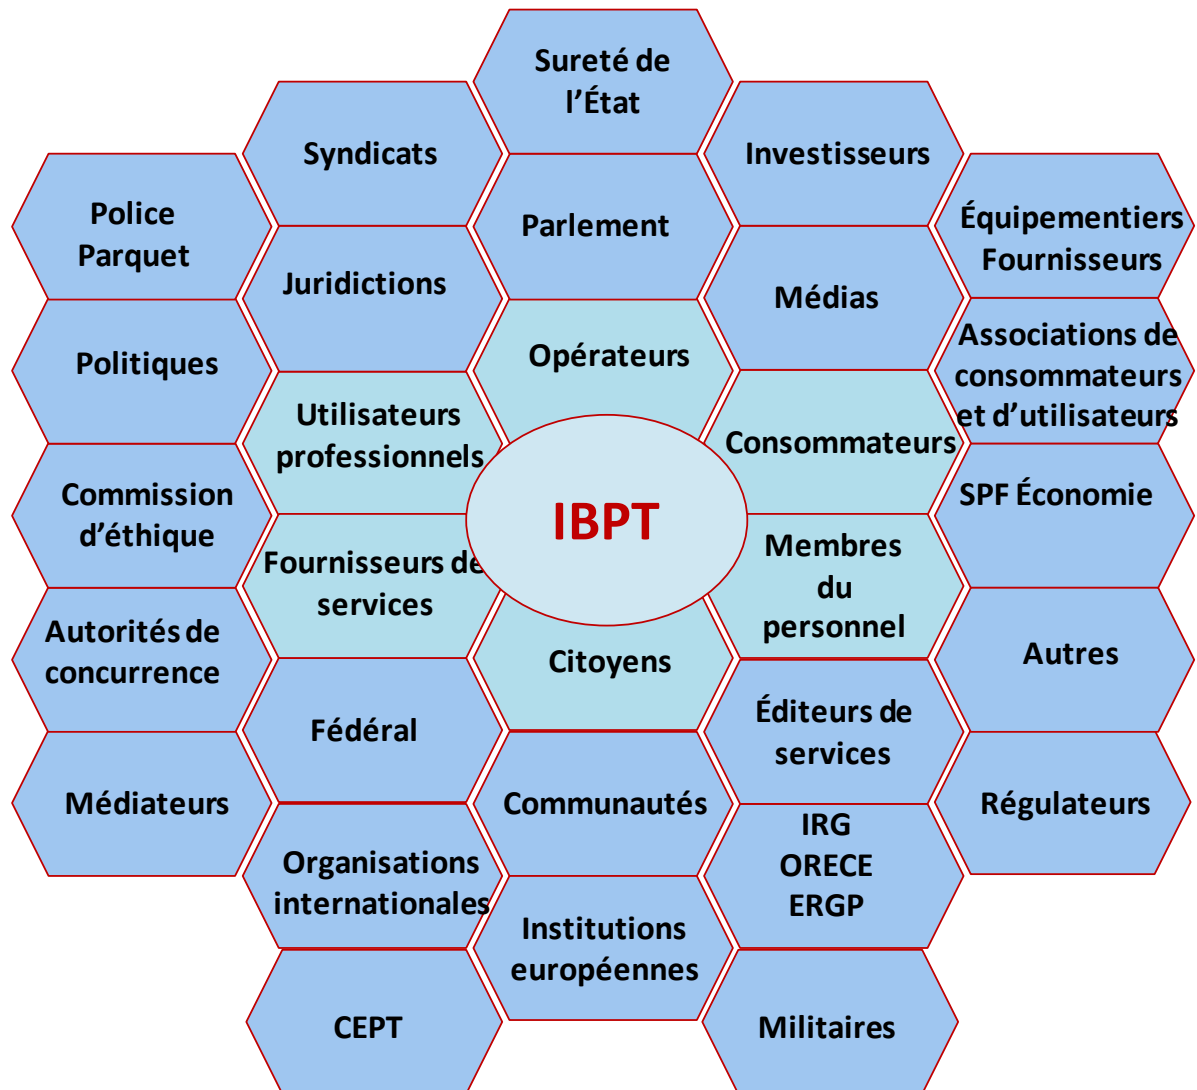 Sureté de
l’État
Syndicats
Investisseurs
Police
Parquet
Parlement
Équipementiers
Fournisseurs
Juridictions
Médias
Politiques
Opérateurs
Associations de
consommateurs
et d’utilisateurs
Utilisateurs
professionnels
Consommateurs
Commission
d’éthique
IBPT
SPF Économie
Fournisseurs de
services
Membres
du
personnel
Autorités de
concurrence
Citoyens
Autres
Fédéral
Éditeurs de
services
Médiateurs
Communautés
Régulateurs
IRG
ORECE
ERGP
Organisations
internationales
Institutions
européennes
CEPT
Militaires